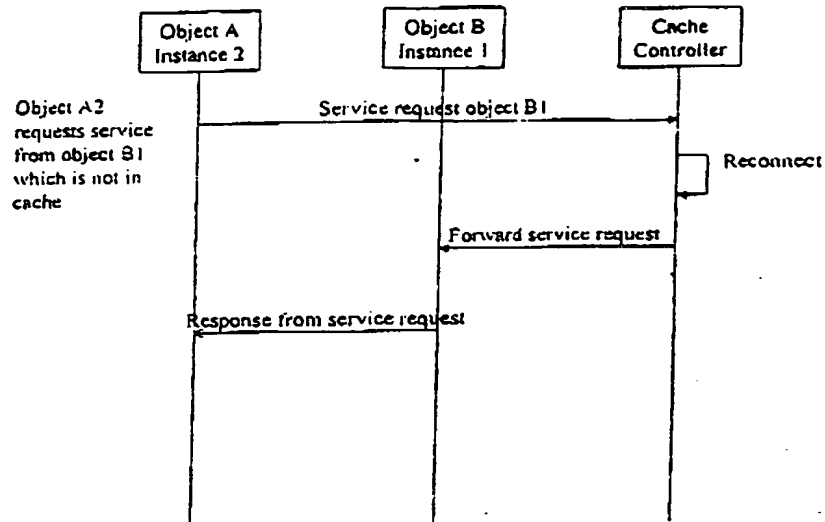 Object A
Instance 2
Object B
Instance 1
Cache
Controller
Object A2
requests service
from object B1
which is not in
cache
Service request object B1
Reconnect
Forward service request
Response from service request